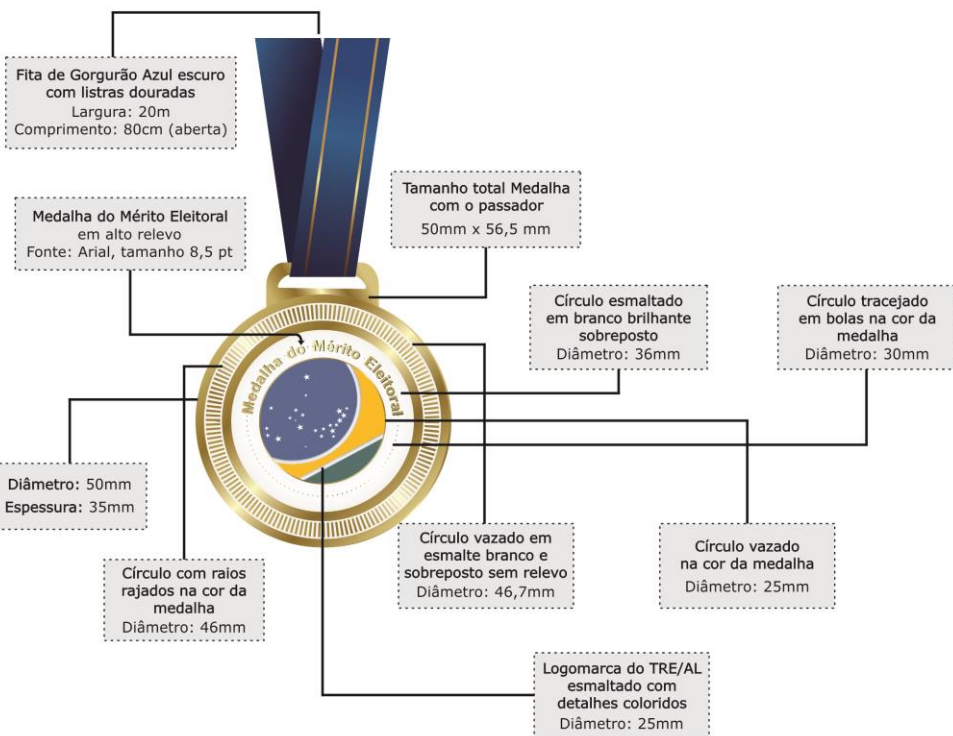 Fita de Gorgurão Azul escuro
com listras douradas
Largura: 20m
Comprimento: 80cm (aberta)
Tamanho total Medalha
com o passador
50mm x 56,5 mm
Medalha do Mérito Eleitoral
em alto relevo
Fonte: Arial, tamanho 8,5 pt
Círculo esmaltado
em branco brilhante
sobreposto
Diâmetro: 36mm
Círculo tracejado
em bolas na cor da
medalha
Diâmetro: 30mm
Medalha do Mérito Eleitoral
Diâmetro: 50mm
Espessura: 35mm
Círculo com raios
rajados na cor da
medalha
Diâmetro: 46mm
Círculo vazado em
esmalte branco e
sobreposto sem relevo
Diâmetro: 46,7mm
Círculo vazado
na cor da medalha
Diâmetro: 25mm
Logomarca do TRE/AL
esmaltado com
detalhes coloridos
Diâmetro: 25mm